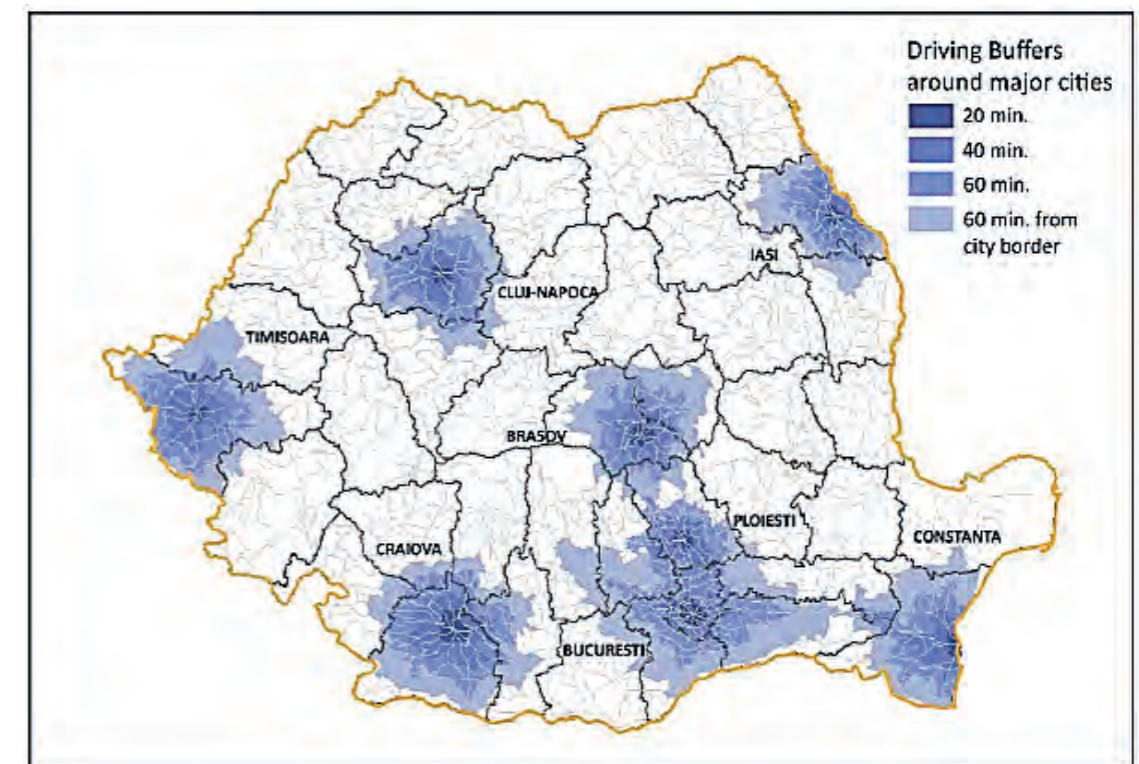 Driving Buffers
around major cities
20 min.
40 min.
60 min.
60 min. from
city border
IASI
CLUJ-NAPOCA
TIMISOARA
BRASOV
PLOIESTI
CONSTANTA
CRAIOVA
BUCURESTI